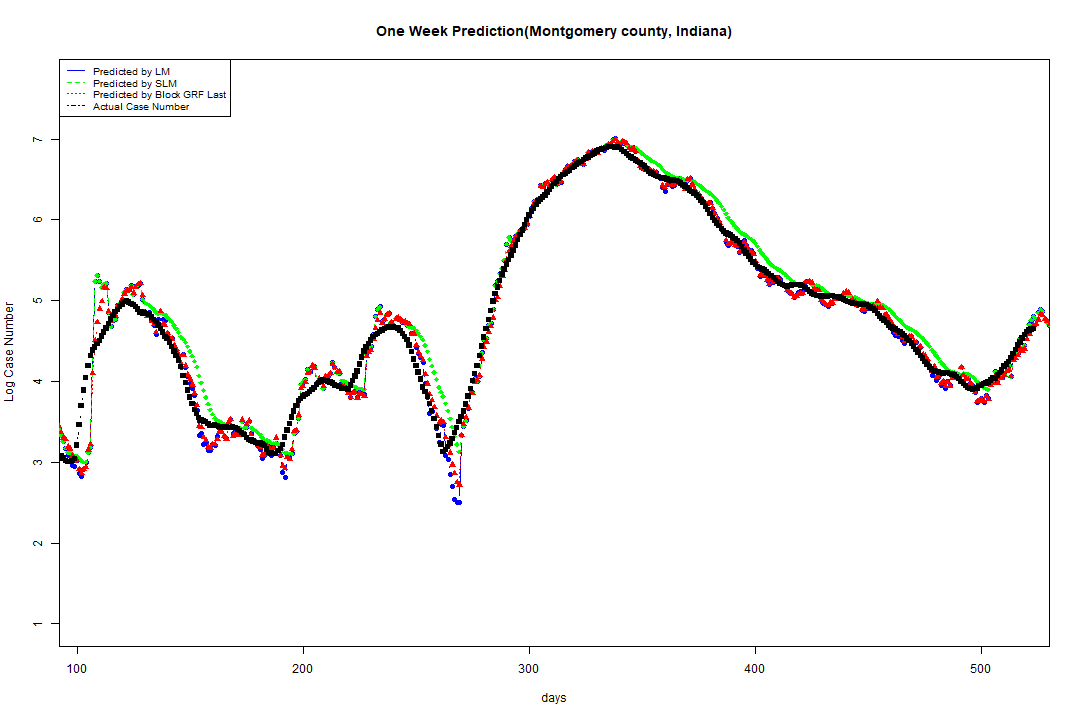 One Week Prediction(Montgomery county, Indiana)
Predicted by LM
Predicted by SLM
Predicted by Block GRF Last
Actual Case Number
Log Case Number
7
6
5
4
3
2
1
100 200 300 400 500
days